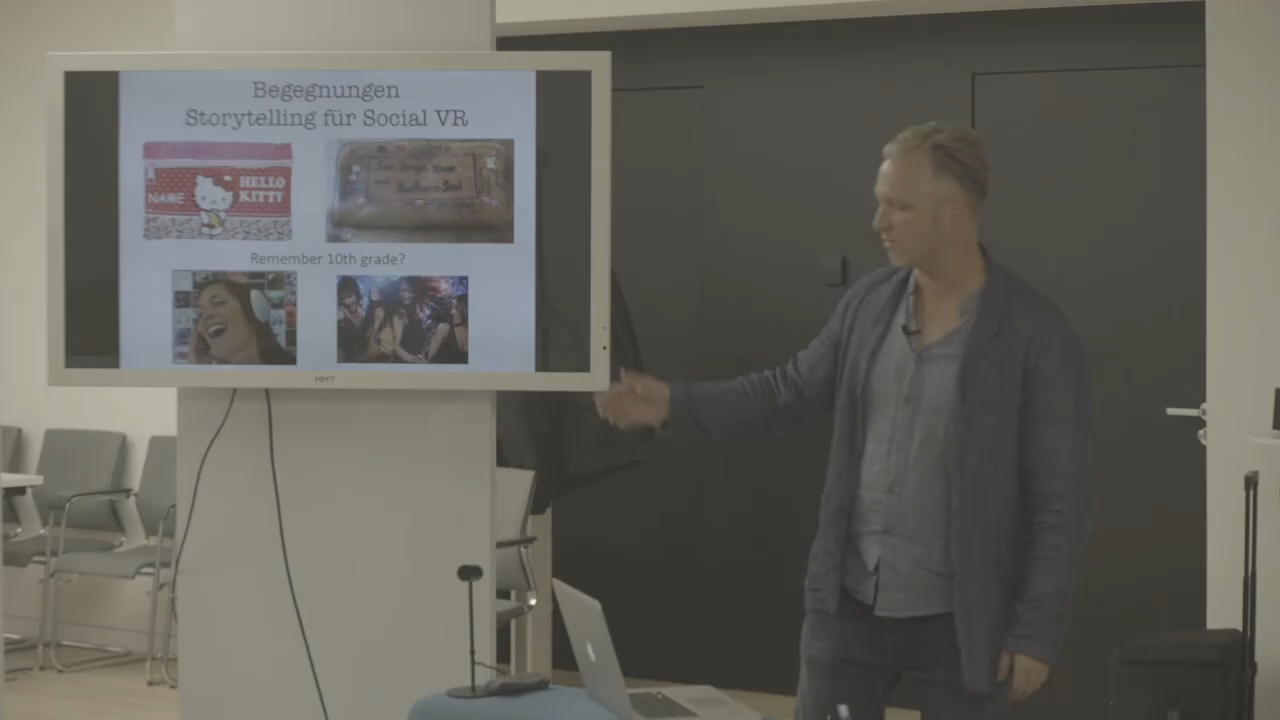 Begegnungen
Storytelling für Social VR
HELLO
KITTY
NAME
Remember 10th grade?